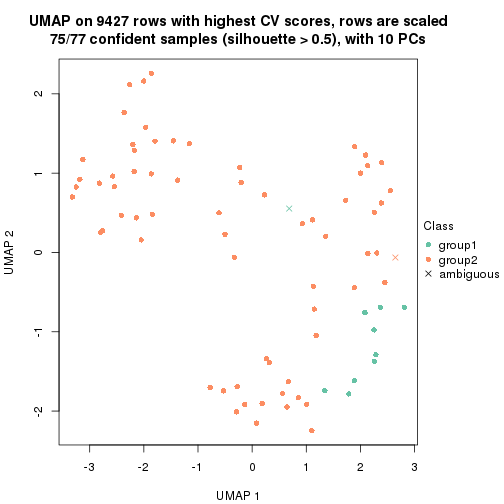 UMAP on 9427 rows with highest CV scores, rows are scaled
75/77 confident samples (silhouette > 0.5), with 10 PCs
UMAP 2
2
1
0
-1
-2
-3
-2
-1
0
1
2
3
UMAP 1
Class
group1
group2
ambiguous